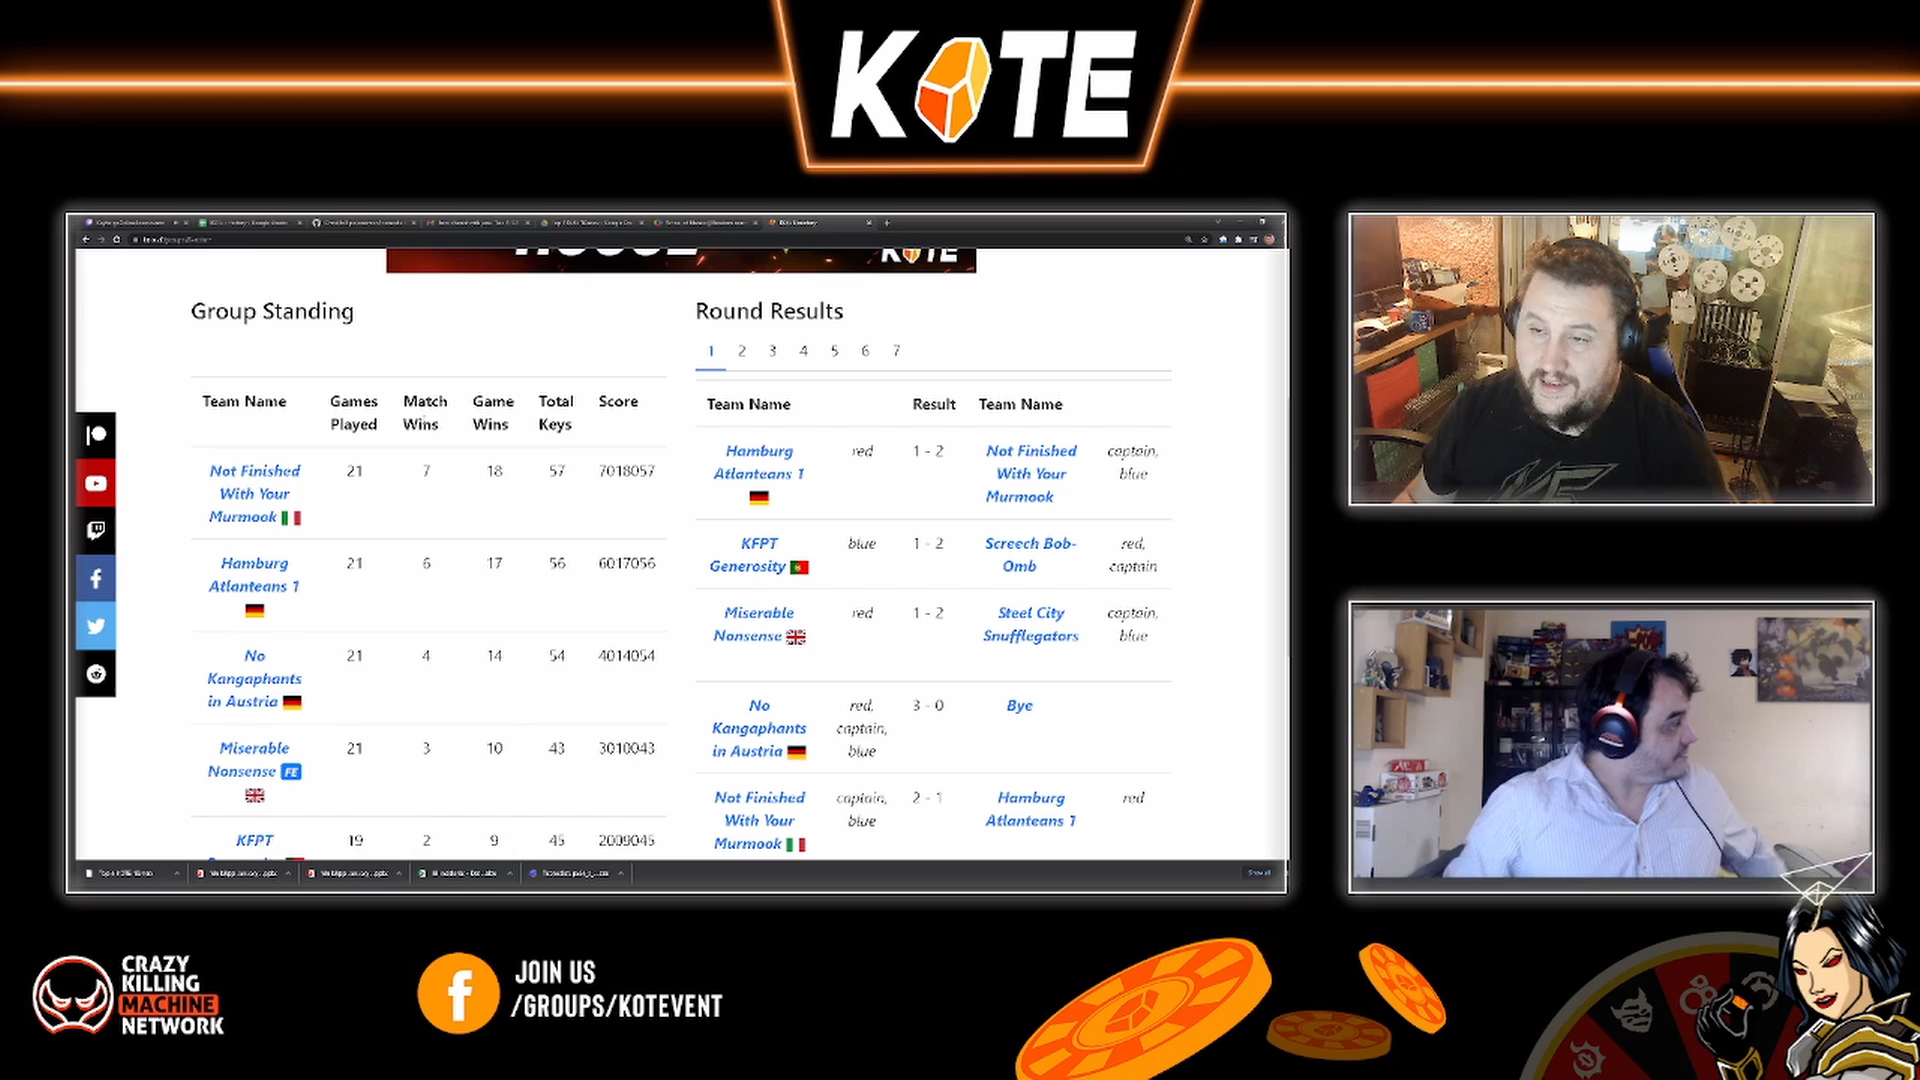 KOTE
KOTE
Group Standing
Round Results
1 2 3 4 5 6 7
Team Name
Games Played
Match Wins
Game Wins
Total Keys
Score
Not Finished With Your Murmook 21 7 18 57 7018057
Hamburg Atlanteans 1 21 6 17 56 6017056
No Kangaphants in Austria 21 4 14 54 4014054
Miserable Nonsense FE 21 3 10 43 3010043
KFPT 19 2 9 45 2009045
Team Name Result Team Name
Hamburg Atlanteans 1 red 1 - 2 Not Finished With Your Murmook captain, blue
KFPT Generosity blue 1 - 2 Screech Bob-Omb red, captain
Miserable Nonsense red 1 - 2 Steel City Snufflegators captain, blue
No Kangaphants in Austria red, captain, blue 3 - 0 Bye
Not Finished With Your Murmook captain, blue 2 - 1 Hamburg Atlanteans 1 red
Show all
CRAZY
KILLING
MACHINE
NETWORK
JOIN US
/GROUPS/KOTEVENT